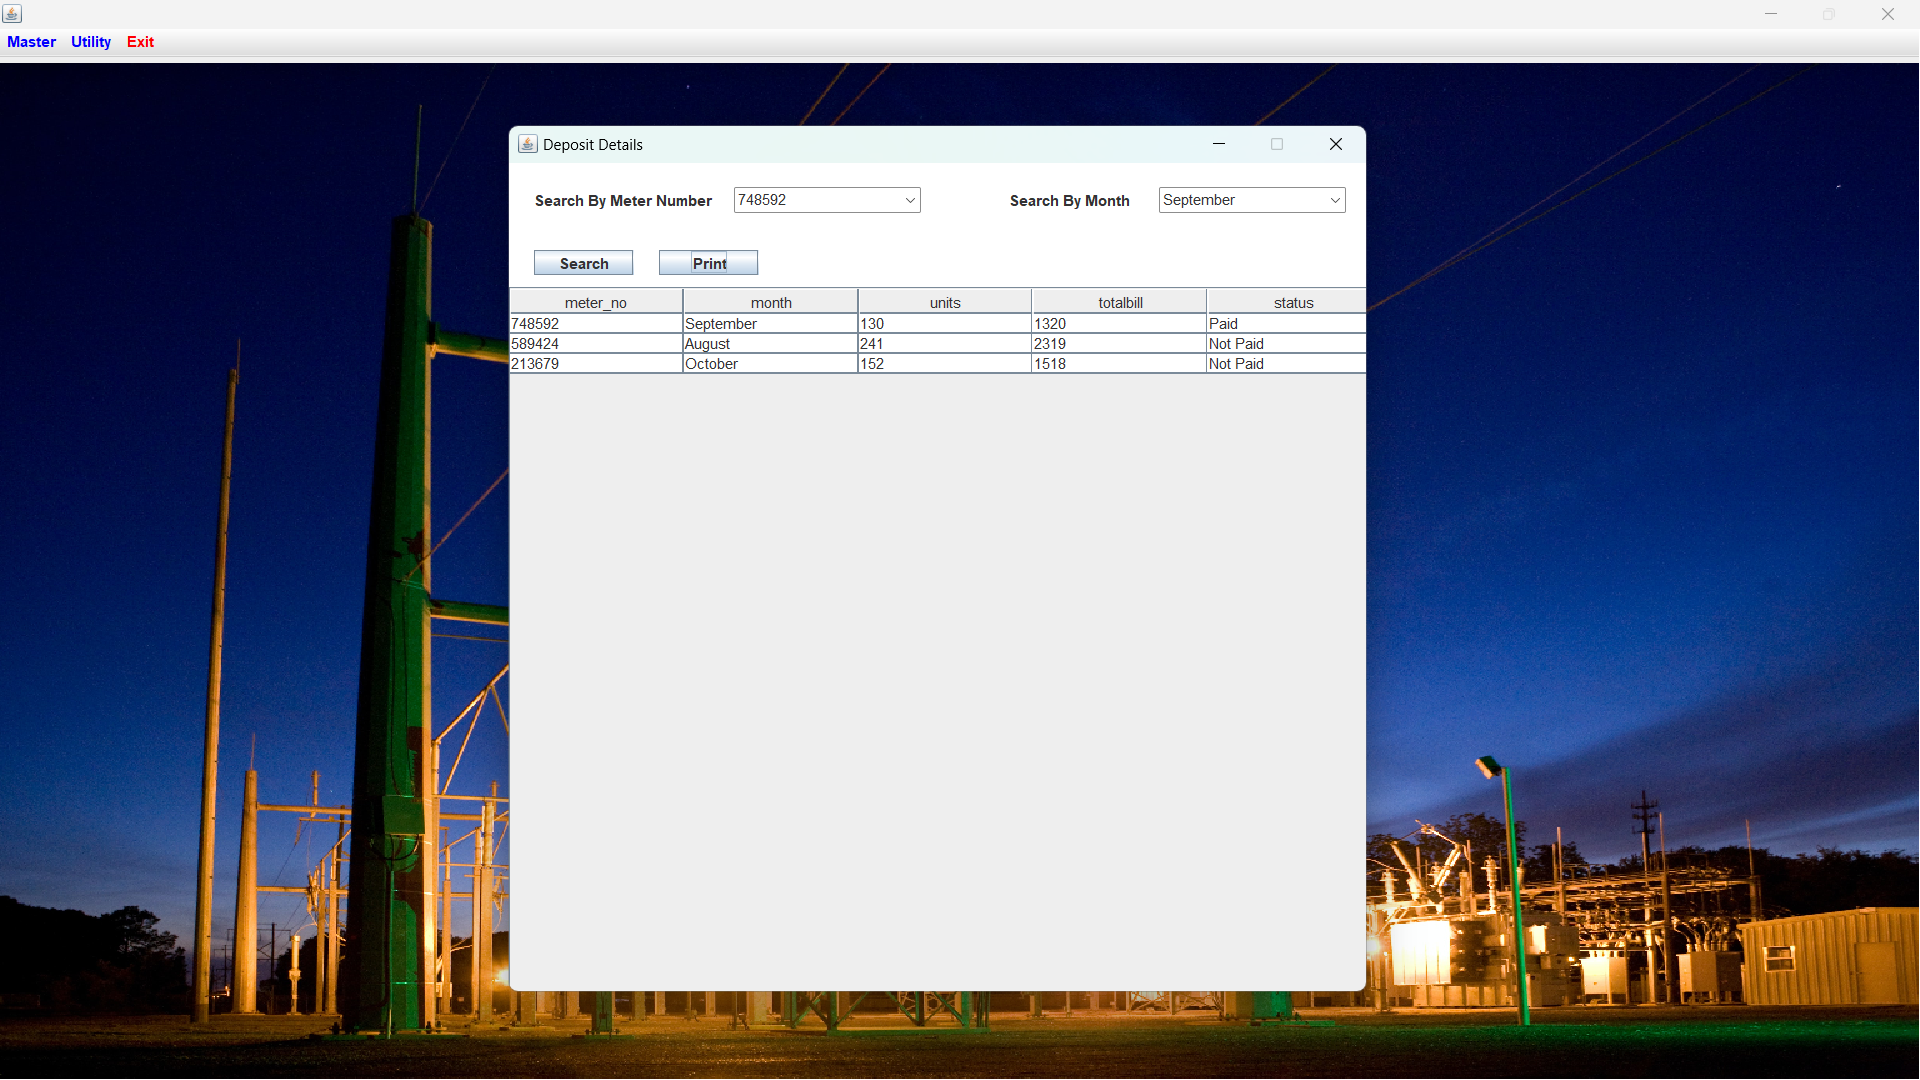 Master Utility Exit
Deposit Details
Search By Meter Number 748592 Search By Month September
Search Print
meter_no month units totalbill status
748592 September 130 1320 Paid
589424 August 241 2319 Not Paid
213679 October 152 1518 Not Paid